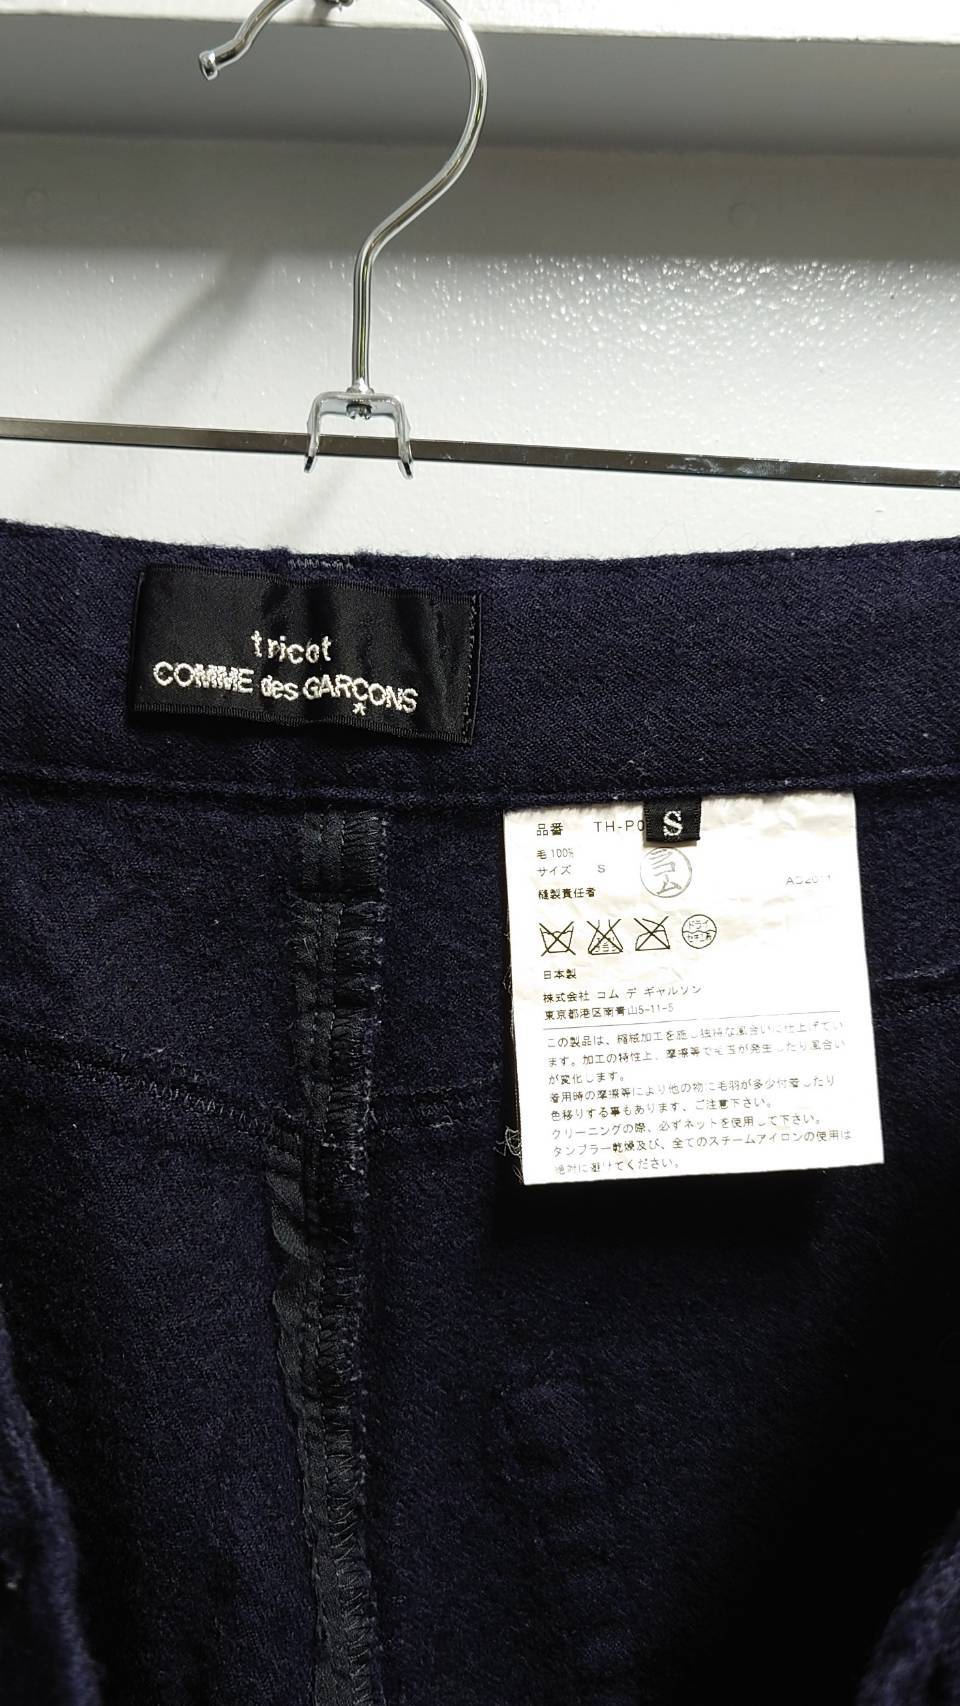 tricot
COMME des GARÇONS
S
品番 TH-P0
毛 100%
サイズ S
コム
AD2011
縫製責任者
ドライ
セキユ系
日本製
株式会社 コム デ ギャルソン
東京都港区南青山5-11-5
この製品は、縮絨加工を施し独特な風合いに仕上げてい
ます。加工の特性上、摩擦等で毛玉が発生したり風合い
が変化します。
着用時の摩擦等により他の物に毛羽が多少付着したり
色移りする事もあります、ご注意下さい。
クリーニングの際、必ずネットを使用して下さい。
タンブラー乾燥及び、全てのスチームアイロンの使用は
絶対に避けてください。